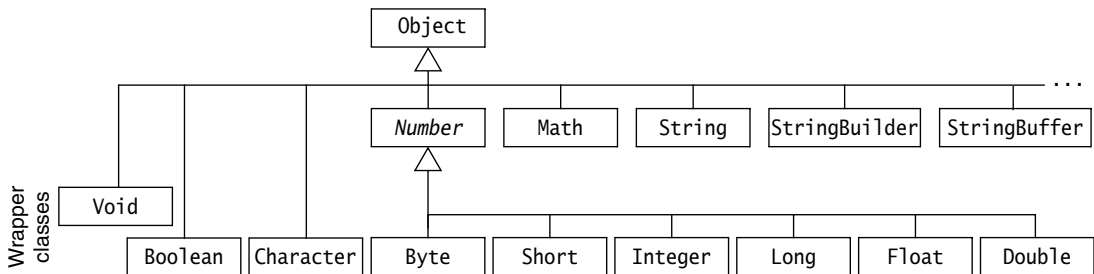 Object
...
Number
Math
String
StringBuilder
StringBuffer
Wrapper
classes
Void
Boolean
Character
Byte
Short
Integer
Long
Float
Double